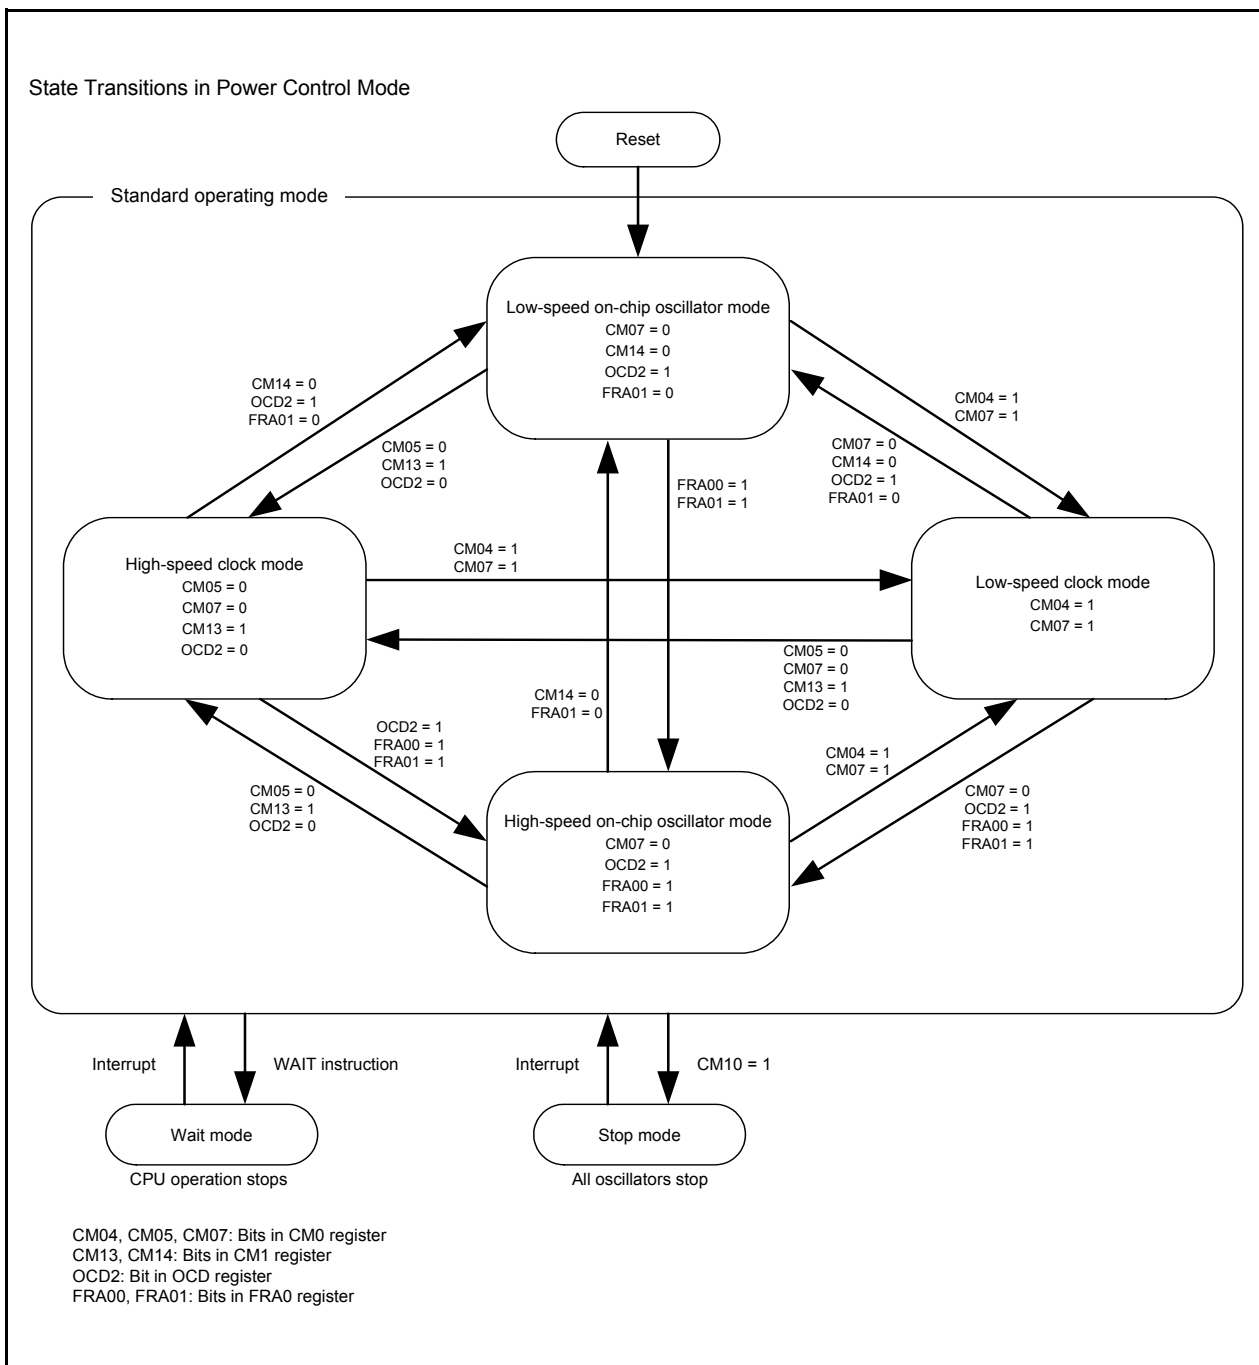 State Transitions in Power Control Mode
Reset
Standard operating mode
Low-speed on-chip oscillator mode
CM07 = 0
CM14 = 0
OCD2 = 1
FRA01 = 0
CM14 = 0
OCD2 = 1
FRA01 = 0
CM05 = 0
CM13 = 1
OCD2 = 0
FRA00 = 1
FRA01 = 1
CM07 = 0
CM14 = 0
OCD2 = 1
FRA01 = 0
CM04 = 1
CM07 = 1
High-speed clock mode
CM05 = 0
CM07 = 0
CM13 = 1
OCD2 = 0
CM04 = 1
CM07 = 1
Low-speed clock mode
CM04 = 1
CM07 = 1
CM05 = 0
CM07 = 0
CM13 = 1
OCD2 = 0
CM14 = 0
FRA01 = 0
OCD2 = 1
FRA00 = 1
FRA01 = 1
CM05 = 0
CM13 = 1
OCD2 = 0
CM04 = 1
CM07 = 1
CM07 = 0
OCD2 = 1
FRA00 = 1
FRA01 = 1
High-speed on-chip oscillator mode
CM07 = 0
OCD2 = 1
FRA00 = 1
FRA01 = 1
Interrupt
WAIT instruction
Interrupt
CM10 = 1
Wait mode
Stop mode
CPU operation stops
All oscillators stop
CM04, CM05, CM07: Bits in CM0 register
CM13, CM14: Bits in CM1 register
OCD2: Bit in OCD register
FRA00, FRA01: Bits in FRA0 register